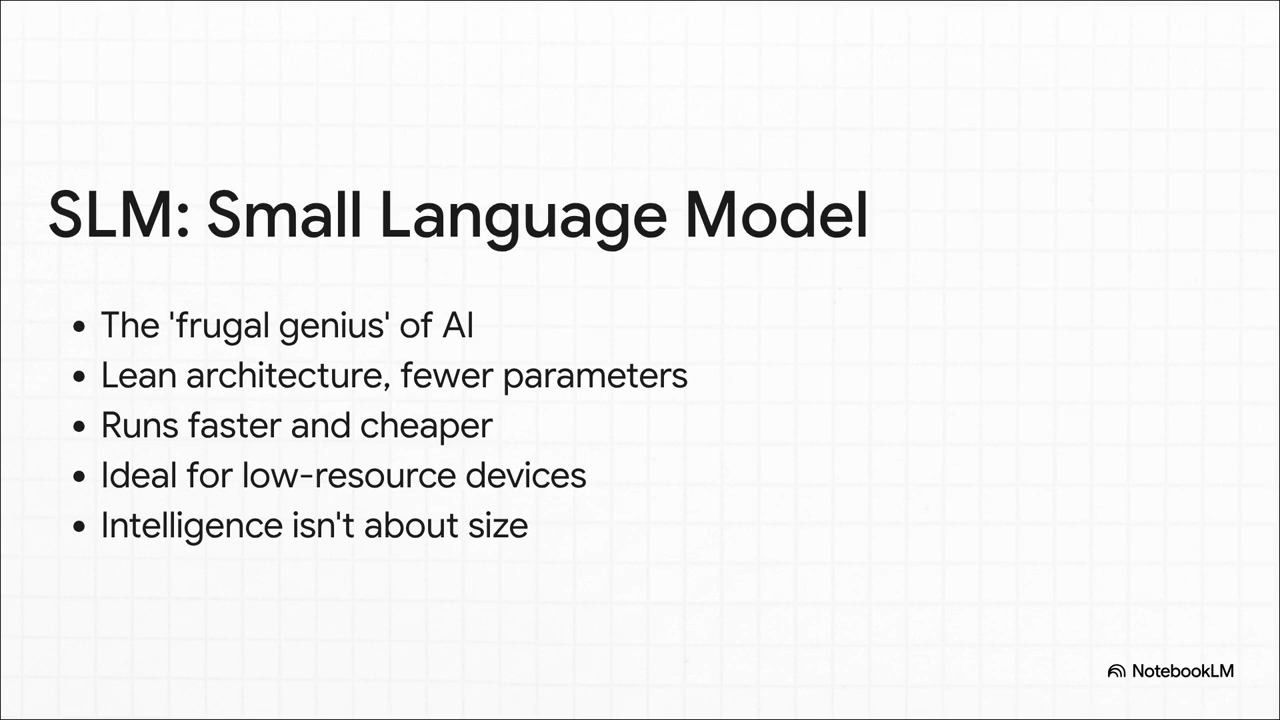 SLM: Small Language Model
• The 'frugal genius' of AI
• Lean architecture, fewer parameters
• Runs faster and cheaper
• Ideal for low-resource devices
• Intelligence isn't about size
NotebookLM